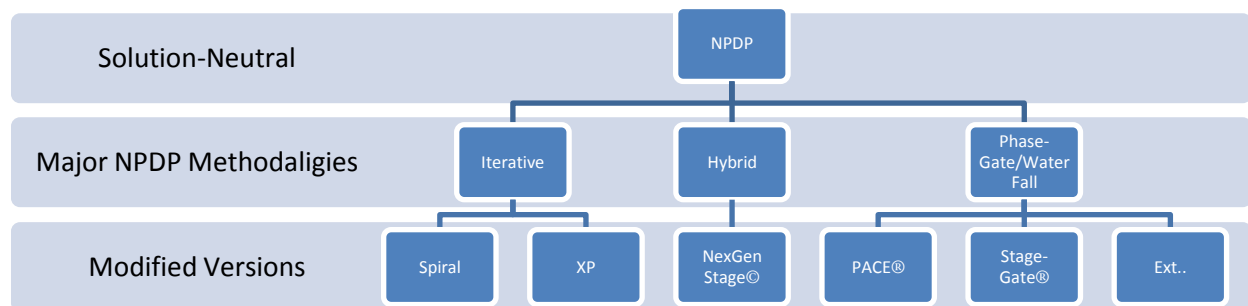 Solution-Neutral
NPDP
Major NPDP Methodaligies
Iterative
Hybrid
Phase-
Gate/Water
Fall
Modified Versions
Spiral
XP
NexGen
Stage©
PACE®
Stage-
Gate®
Ext..